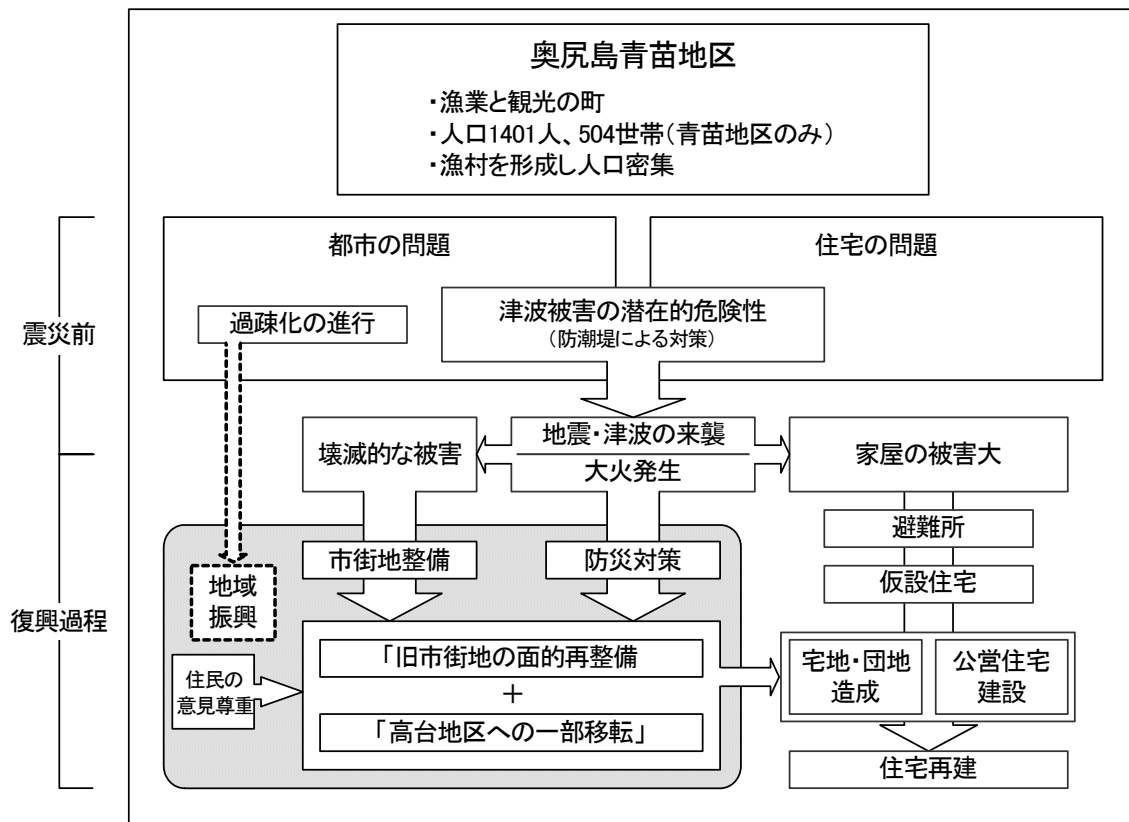 奥尻島青苗地区
・漁業と観光の町
・人口1401人、504世帯（青苗地区のみ）
・漁村を形成し人口密集
震災前
都市の問題
住宅の問題
過疎化の進行
津波被害の潜在的危険性
（防潮堤による対策）
壊滅的な被害
地震・津波の来襲
大火発生
家屋の被害大
復興過程
避難所
市街地整備
防災対策
仮設住宅
地域
振興
住民の
意見尊重
「旧市街地の面的再整備
＋
「高台地区への一部移転」
宅地・団地
造成
公営住宅
建設
住宅再建